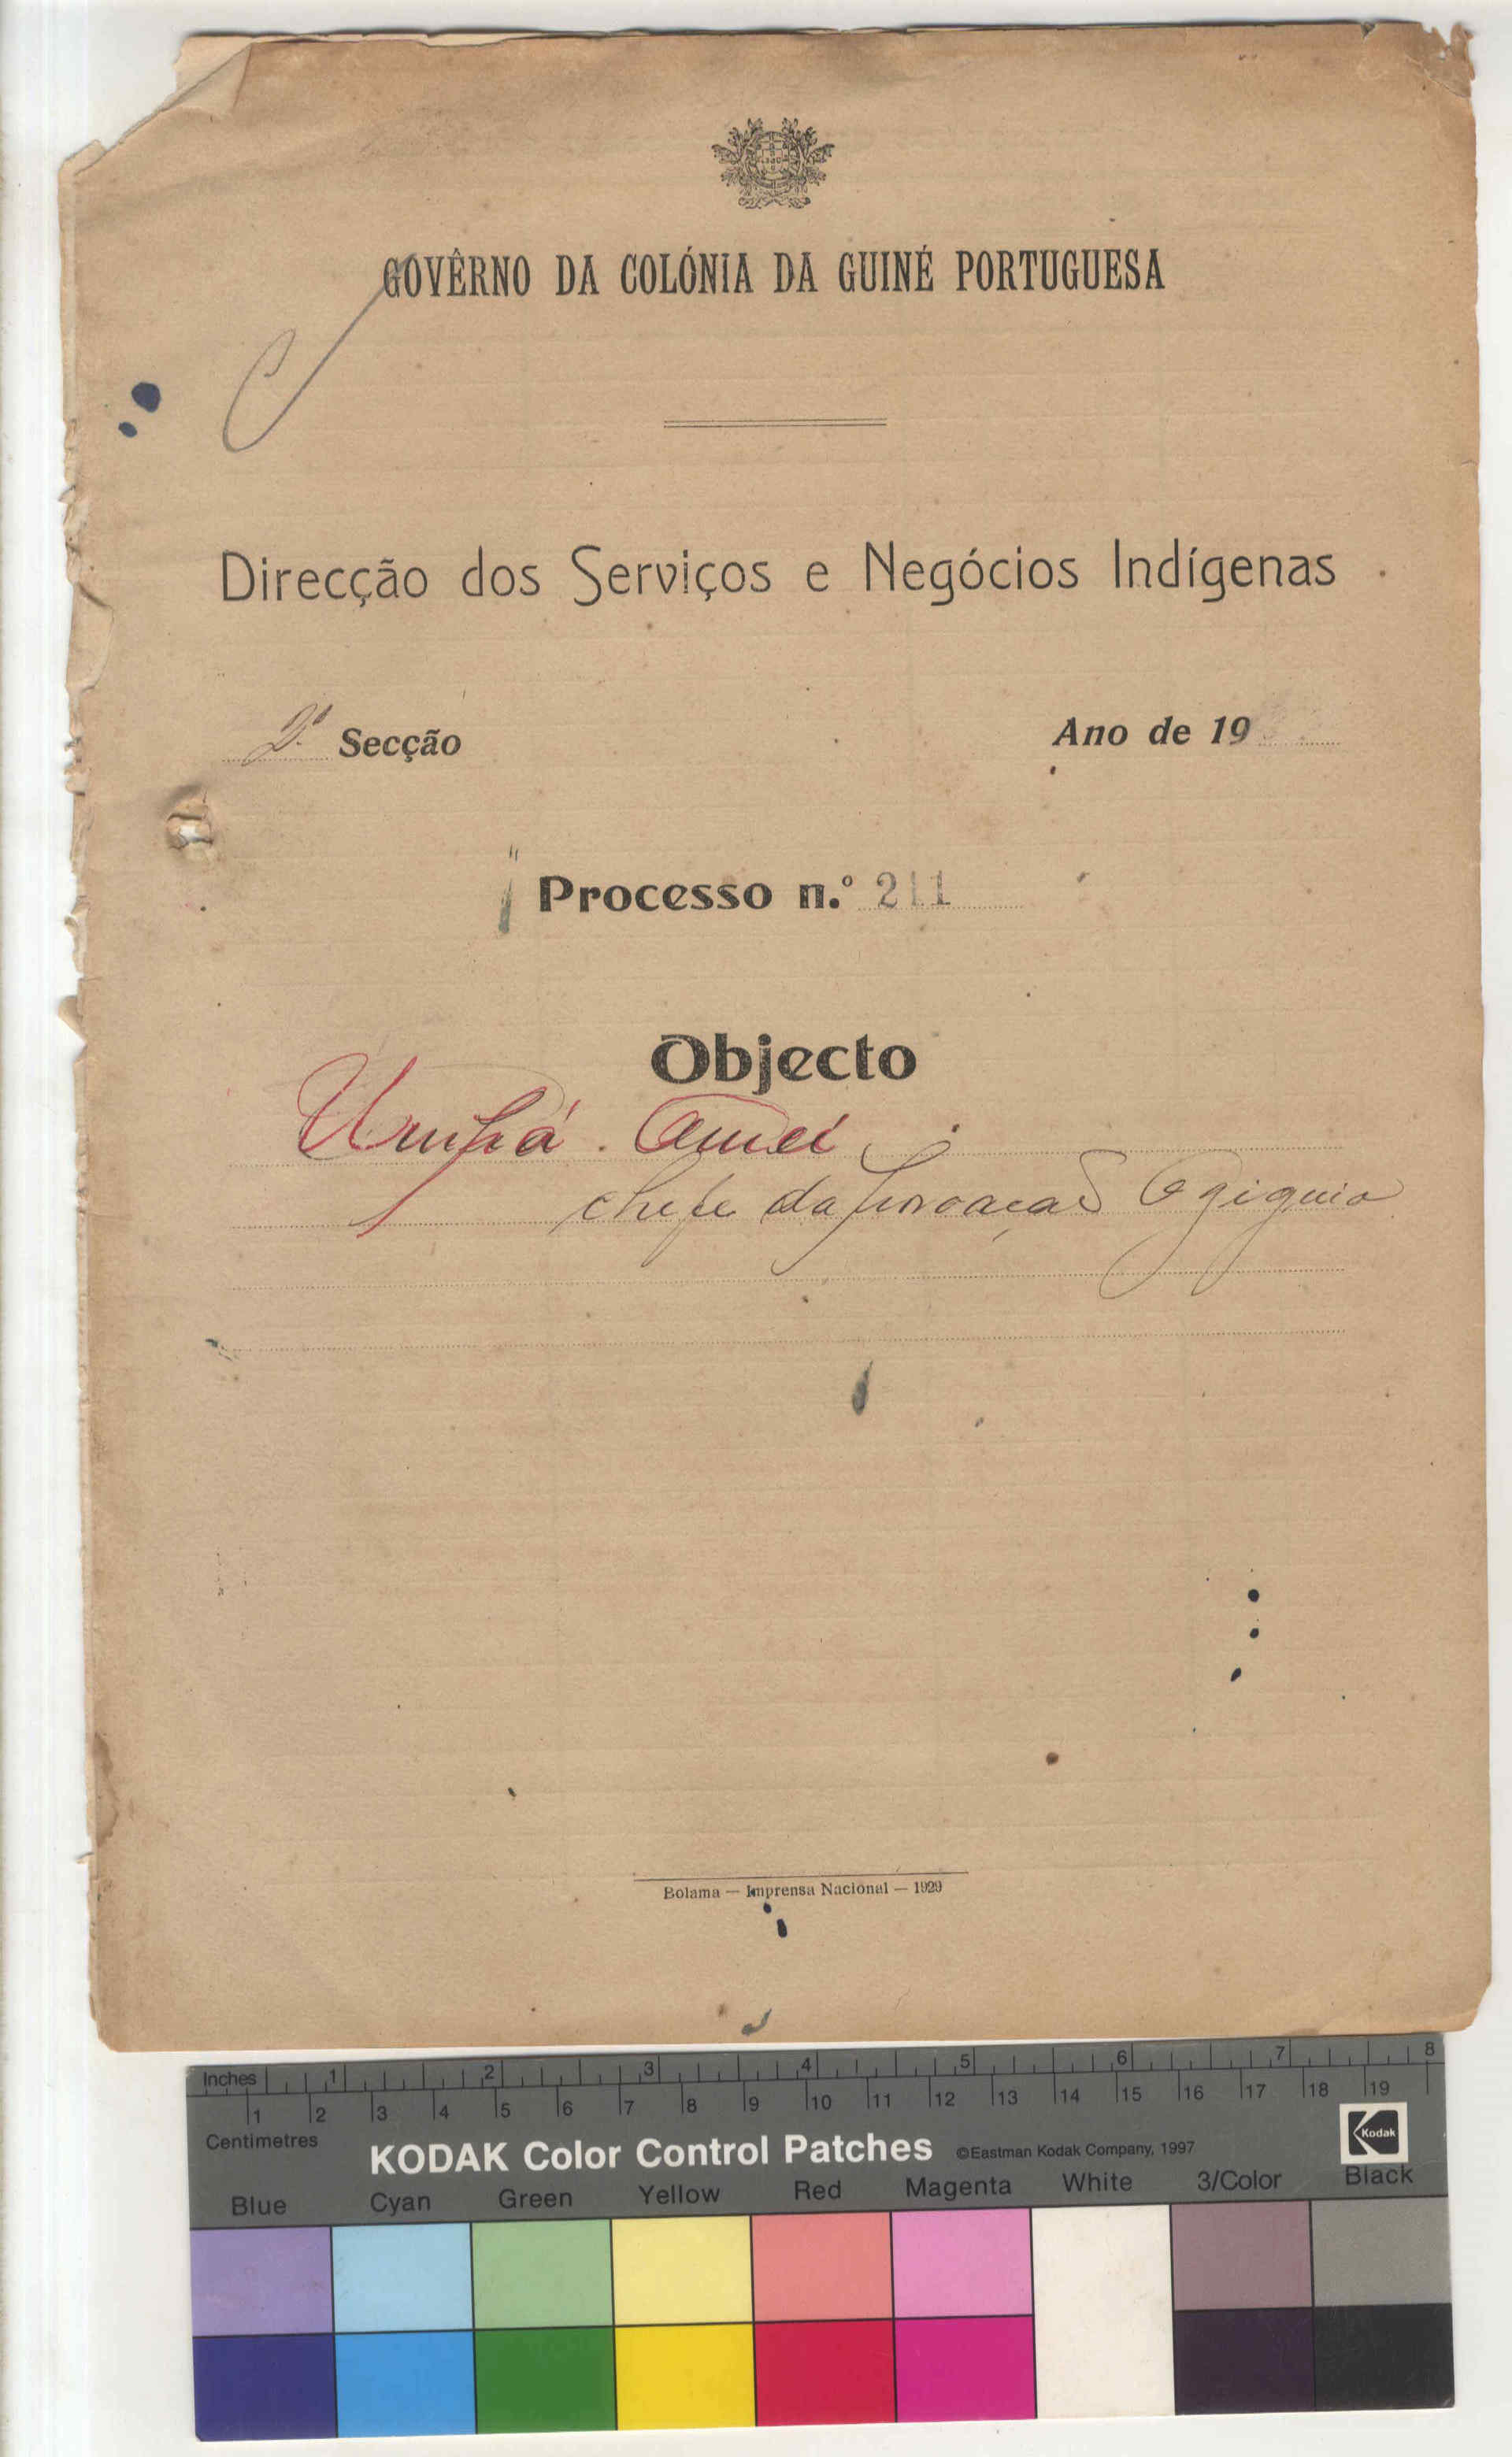 GOVÊRNO DA COLÓNIA DA GUINÉ PORTUGUESA
Direcção dos Serviços e Negócios Indígenas
2ª Secção
Ano de 19
Processo n.º 211
Objecto
chefe da povoação
Bolama — Imprensa Nacional — 1929
Inches 1 2 3 4 5 6 7 8
1 2 3 4 5 6 7 8 9 10 11 12 13 14 15 16 17 18 19
Centimetres
KODAK Color Control Patches ©Eastman Kodak Company, 1997 Kodak
Blue Cyan Green Yellow Red Magenta White 3/Color Black